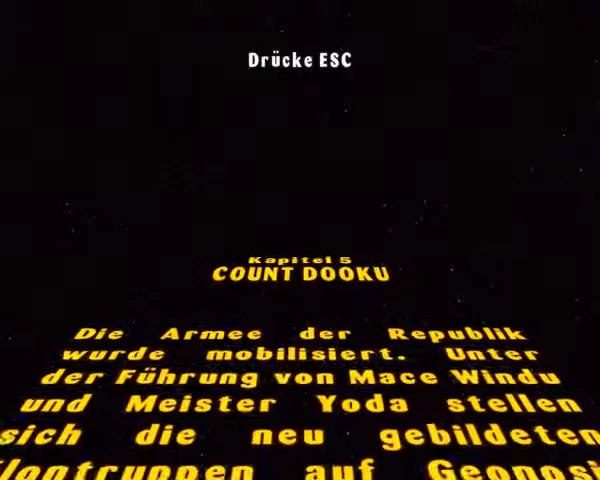 Drücke ESC
Kapitel 5
COUNT DOOKU
Die Armee der Republik
wurde mobilisiert. Unter
der Führung von Mace Windu
und Meister Yoda stellen
sich die neu gebildeten
auf